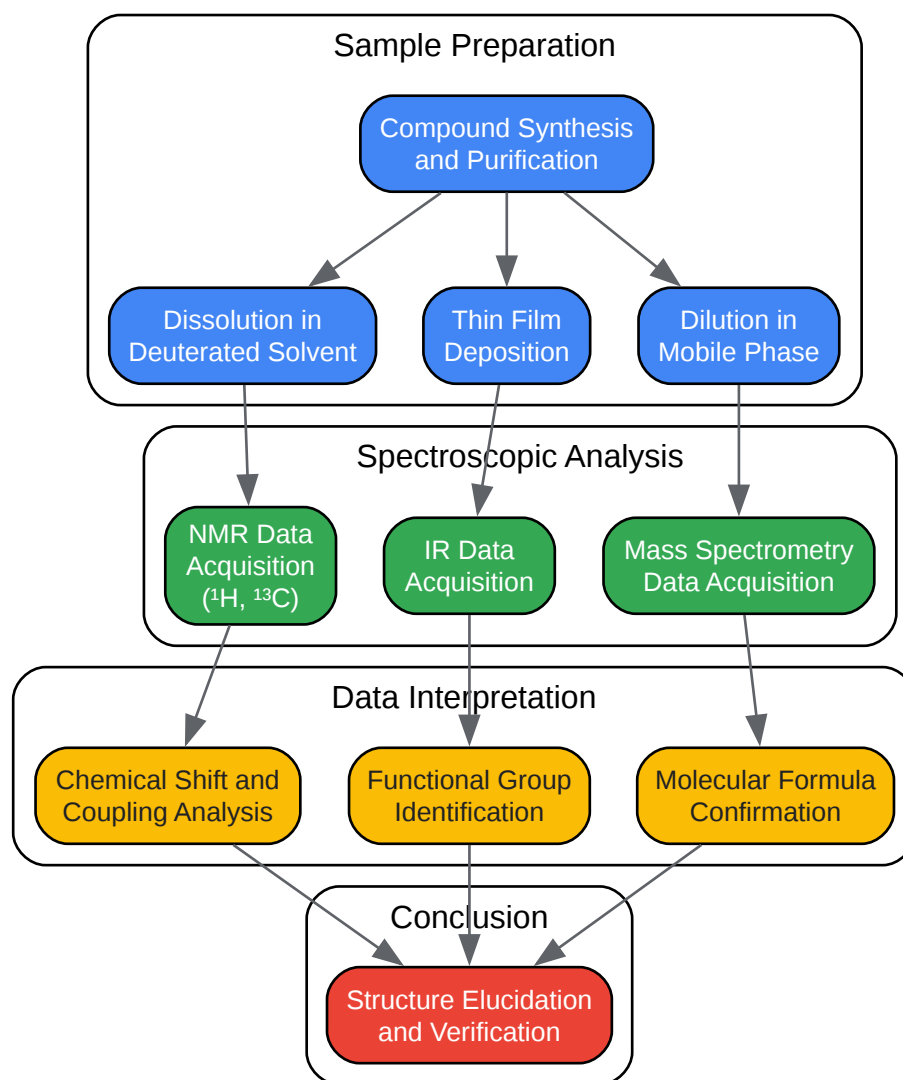 Sample Preparation
Compound Synthesis
and Purification
Dissolution in
Deuterated Solvent
Thin Film
Deposition
Dilution in
Mobile Phase
Spectroscopic Analysis
NMR Data
Acquisition
(¹H, ¹³C)
IR Data
Acquisition
Mass Spectrometry
Data Acquisition
Data Interpretation
Chemical Shift and
Coupling Analysis
Functional Group
Identification
Molecular Formula
Confirmation
Conclusion
Structure Elucidation
and Verification